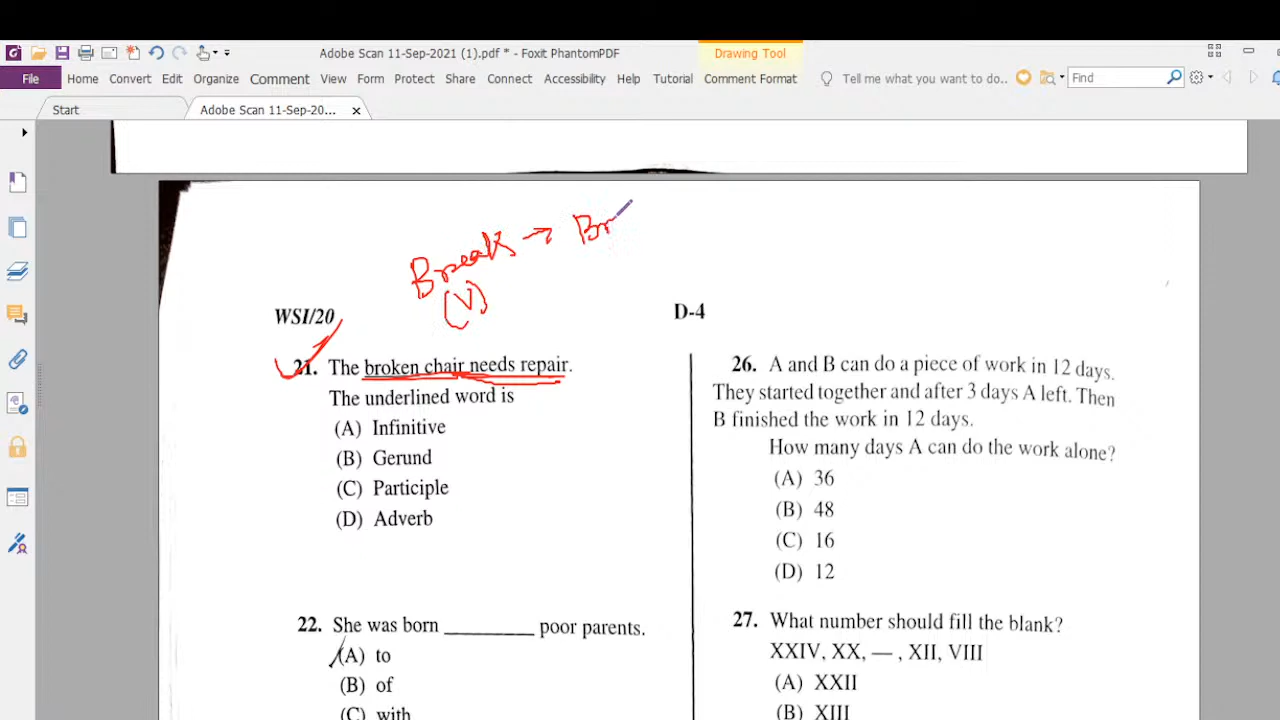 Adobe Scan 11-Sep-2021 (1).pdf * - Foxit PhantomPDF
Drawing Tool
File Home Convert Edit Organize Comment View Form Protect Share Connect Accessibility Help Tutorial Comment Format Tell me what you want to do.. Find
Start
Adobe Scan 11-Sep-20...
Break → Br
(V)
WSI/20
D-4
21. The broken chair needs repair.
The underlined word is
(A) Infinitive
(B) Gerund
(C) Participle
(D) Adverb
22. She was born ________ poor parents.
(A) to
(B) of
(C) with
26. A and B can do a piece of work in 12 days.
They started together and after 3 days A left. Then
B finished the work in 12 days.
How many days A can do the work alone?
(A) 36
(B) 48
(C) 16
(D) 12
27. What number should fill the blank?
XXIV, XX, — , XII, VIII
(A) XXII
(B) XIII